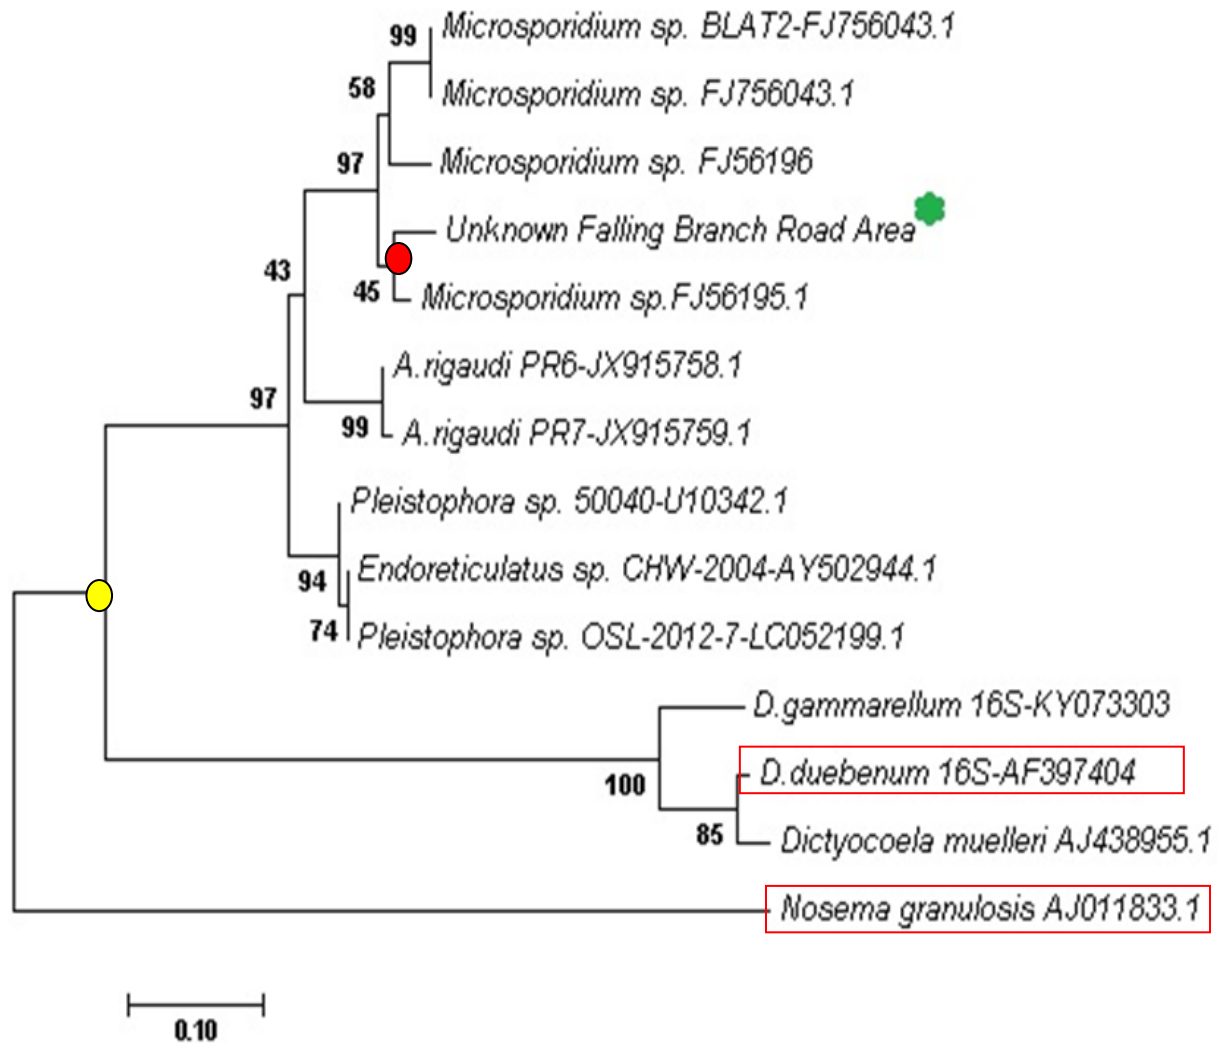 99
Microsporidium sp. BLAT2-FJ756043.1
58
Microsporidium sp. FJ756043.1
97
Microsporidium sp. FJ56196
Unknown Falling Branch Road Area
43
45
Microsporidium sp.FJ56195.1
A.rigaudi PR6-JX915758.1
97
99
A.rigaudi PR7-JX915759.1
Pleistophora sp. 50040-U10342.1
94
Endoreticulatus sp. CHW-2004-AY502944.1
74
Pleistophora sp. OSL-2012-7-LC052199.1
D.gammarellum 16S-KY073303
100
D.duebenum 16S-AF397404
85
Dictyocoela muelleri AJ438955.1
Nosema granulosis AJ011833.1
0.10